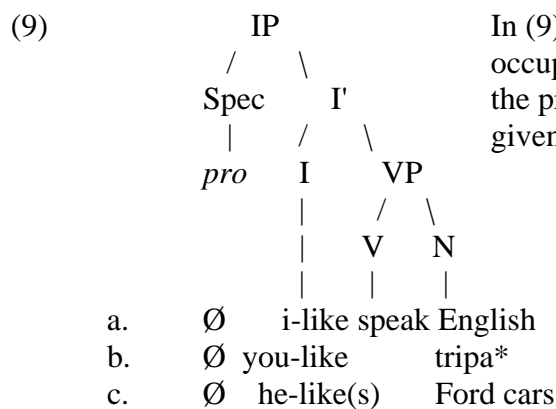 (9) IP In (9)
/ \ occup
Spec I' the p
| / \ given
pro I VP
| / \
| V N
| | |
a. Ø i-like speak English
b. Ø you-like tripa*
c. Ø he-like(s) Ford cars